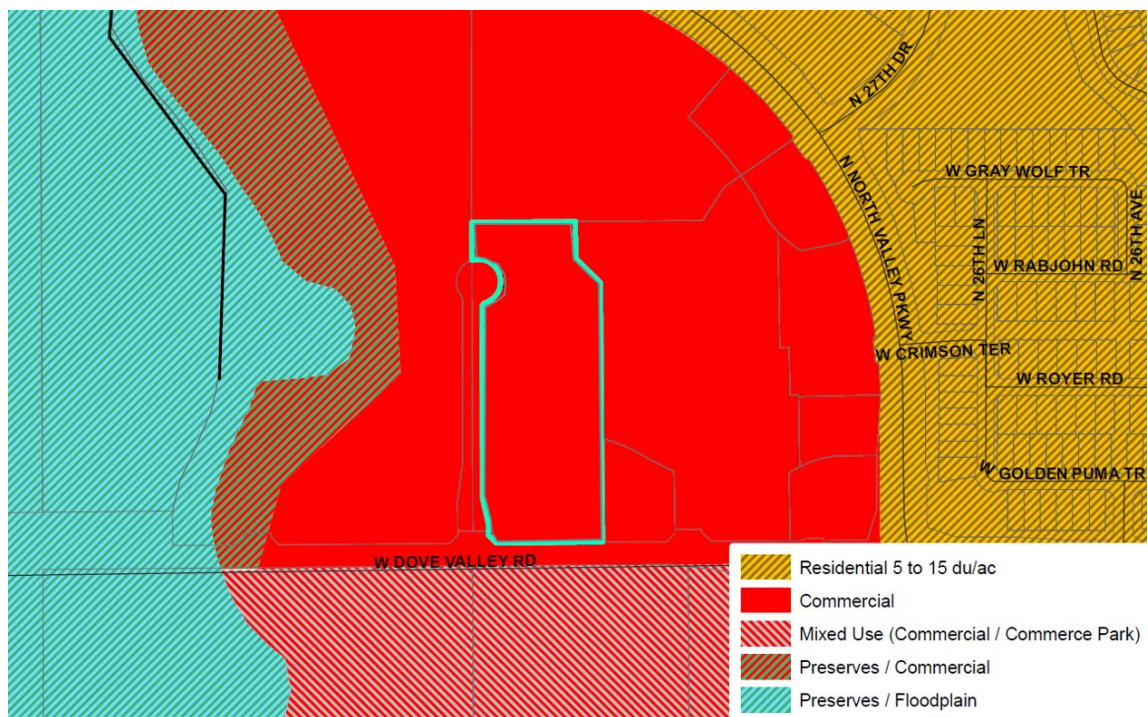 N 27TH DR
N NORTH VALLEY PKWY
W GRAY WOLF TR
N 26TH LN
N 26TH AVE
W RABJOHN RD
W CRIMSON TER
W ROYER RD
W GOLDEN PUMA TR
W DOVE VALLEY RD
Residential 5 to 15 du/ac
Commercial
Mixed Use (Commercial / Commerce Park)
Preserves / Commercial
Preserves / Floodplain